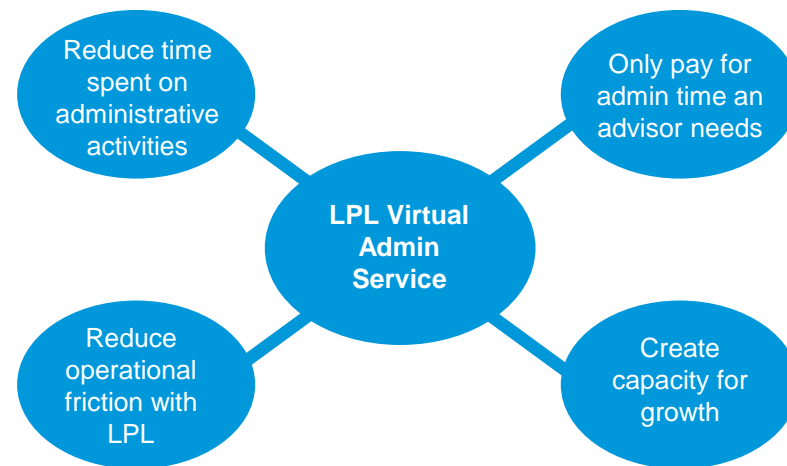 Reduce time
spent on
administrative
activities
Only pay for
admin time an
advisor needs
LPL Virtual
Admin
Service
Reduce
operational
friction with
LPL
Create
capacity for
growth